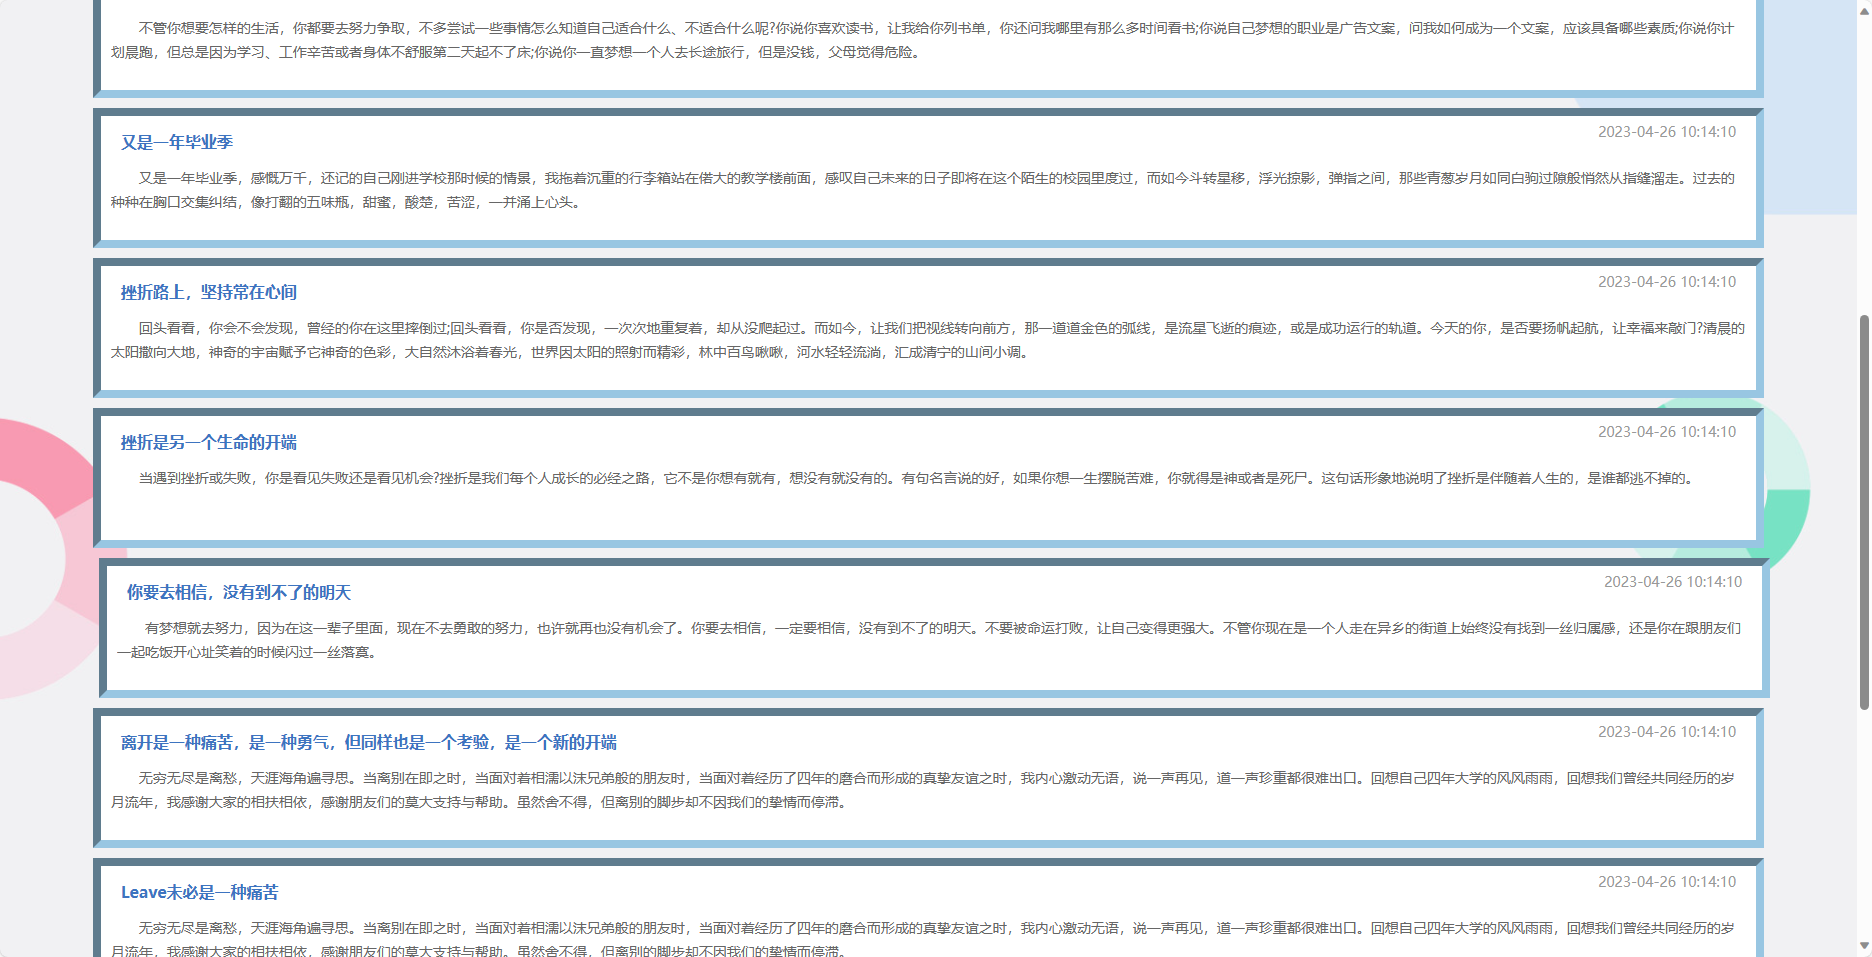 不管你想要怎样的生活，你都要去努力争取，不多尝试一些事情怎么知道自己适合什么、不适合什么呢?你说你喜欢读书，让我给你列书单，你还问我哪里有那么多时间看书;你说自己梦想的职业是广告文案，问我如何成为一个文案，应该具备哪些素质;你说你计
划晨跑，但总是因为学习、工作辛苦或者身体不舒服第二天起不了床;你说你一直梦想一个人去长途旅行，但是没钱，父母觉得危险。
又是一年毕业季
2023-04-26 10:14:10
又是一年毕业季，感慨万千，还记的自己刚进学校那时候的情景，我拖着沉重的行李箱站在偌大的教学楼前面，感叹自己未来的日子即将在这个陌生的校园里度过，而如今斗转星移，浮光掠影，弹指之间，那些青葱岁月如同白驹过隙般悄然从指缝溜走。过去的
种种在胸口交集纠结，像打翻的五味瓶，甜蜜，酸楚，苦涩，一并涌上心头。
挫折路上，坚持常在心间
2023-04-26 10:14:10
回头看看，你会不会发现，曾经的你在这里摔倒过;回头看看，你是否发现，一次次地重复着，却从没爬起过。而如今，让我们把视线转向前方，那一道道金色的弧线，是流星飞逝的痕迹，或是成功运行的轨道。今天的你，是否要扬帆起航，让幸福来敲门?清晨的
太阳撒向大地，神奇的宇宙赋予它神奇的色彩，大自然沐浴着春光，世界因太阳的照射而精彩，林中百鸟啾啾，河水轻轻流淌，汇成清宁的山间小调。
挫折是另一个生命的开端
2023-04-26 10:14:10
当遇到挫折或失败，你是看见失败还是看见机会?挫折是我们每个人成长的必经之路，它不是你想有就有，想没有就没有的。有句名言说的好，如果你想一生摆脱苦难，你就得是神或者是死尸。这句话形象地说明了挫折是伴随着人生的，是谁都逃不掉的。
你要去相信，没有到不了的明天
2023-04-26 10:14:10
有梦想就去努力，因为在这一辈子里面，现在不去勇敢的努力，也许就再也没有机会了。你要去相信，一定要相信，没有到不了的明天。不要被命运打败，让自己变得更强大。不管你现在是一个人走在异乡的街道上始终没有找到一丝归属感，还是你在跟朋友们
一起吃饭开心址笑着的时候闪过一丝落寞。
离开是一种痛苦，是一种勇气，但同样也是一个考验，是一个新的开端
2023-04-26 10:14:10
无穷无尽是离愁，天涯海角遍寻思。当离别在即之时，当面对着相濡以沫兄弟般的朋友时，当面对着经历了四年的磨合而形成的真挚友谊之时，我内心激动无语，说一声再见，道一声珍重都很难出口。回想自己四年大学的风风雨雨，回想我们曾经共同经历的岁
月流年，我感谢大家的相扶相依，感谢朋友们的莫大支持与帮助。虽然舍不得，但离别的脚步却不因我们的挚情而停滞。
Leave未必是一种痛苦
2023-04-26 10:14:10
无穷无尽是离愁，天涯海角遍寻思。当离别在即之时，当面对着相濡以沫兄弟般的朋友时，当面对着经历了四年的磨合而形成的真挚友谊之时，我内心激动无语，说一声再见，道一声珍重都很难出口。回想自己四年大学的风风雨雨，回想我们曾经共同经历的岁
月流年，我感谢大家的相扶相依，感谢朋友们的莫大支持与帮助。虽然舍不得，但离别的脚步却不因我们的挚情而停滞。